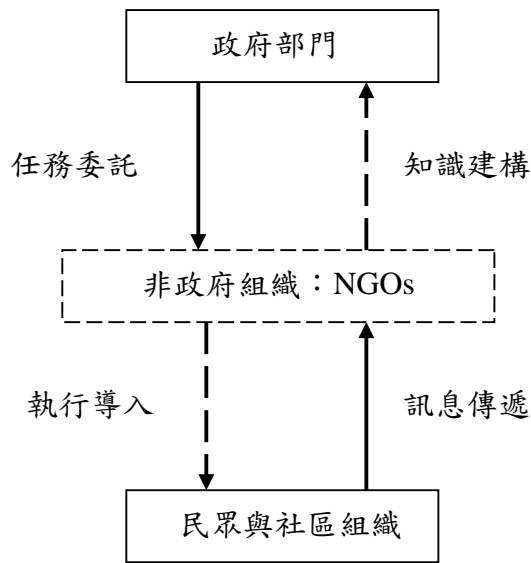 政府部門
任務委託
知識建構
非政府組織：NGOs
執行導入
訊息傳遞
民眾與社區組織